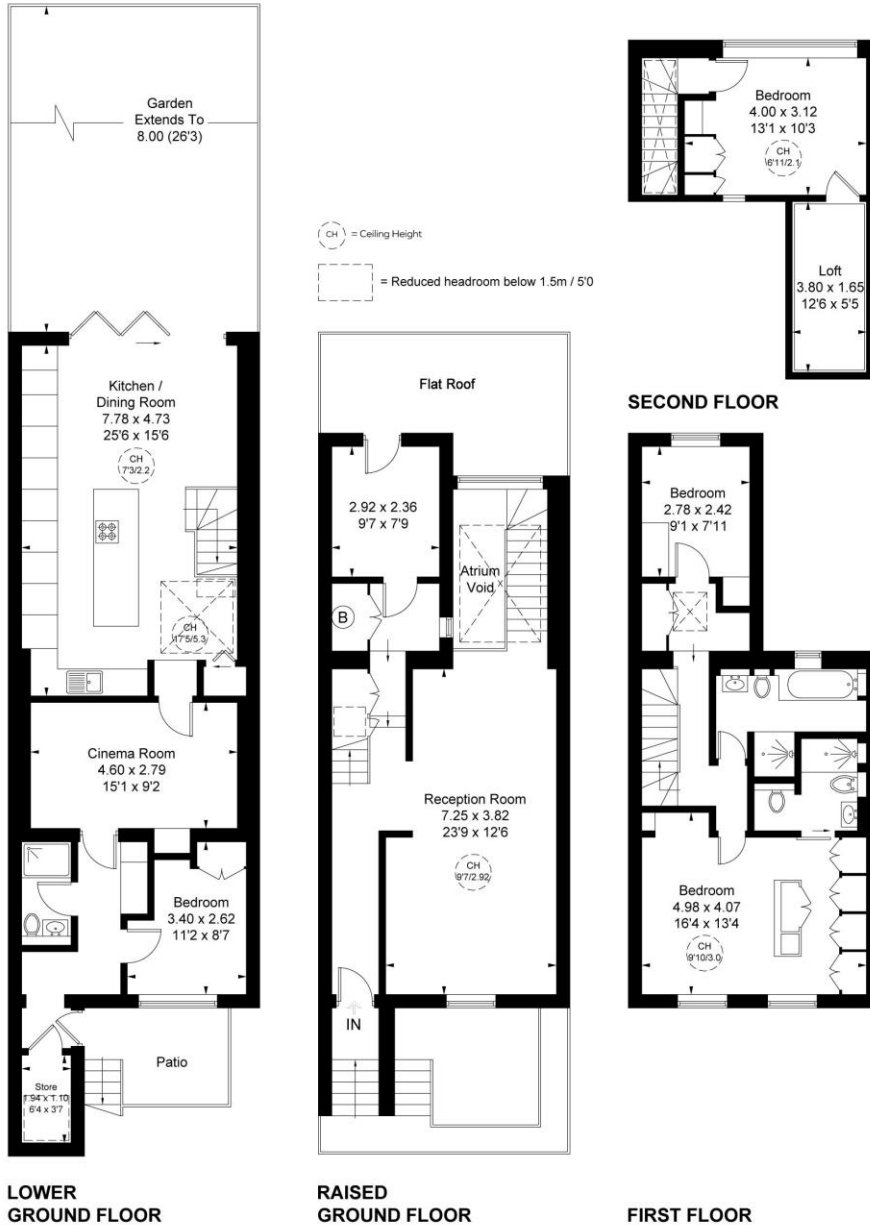 Garden
Extends To
8.00 (26'3)
Kitchen /
Dining Room
7.78 x 4.73
25'6 x 15'6
CH
7'3/2.2
CH
17'5/5.3
Cinema Room
4.60 x 2.79
15'1 x 9'2
Bedroom
3.40 x 2.62
11'2 x 8'7
Patio
Store
1.94 x 1.10
6'4 x 3'7
LOWER
GROUND FLOOR
CH = Ceiling Height
= Reduced headroom below 1.5m / 5'0
Flat Roof
2.92 x 2.36
9'7 x 7'9
Atrium
Void
B
Reception Room
7.25 x 3.82
23'9 x 12'6
CH
9'7/2.92
IN
RAISED
GROUND FLOOR
Bedroom
4.00 x 3.12
13'1 x 10'3
CH
6'11/2.1
Loft
3.80 x 1.65
12'6 x 5'5
SECOND FLOOR
Bedroom
2.78 x 2.42
9'1 x 7'11
Bedroom
4.98 x 4.07
16'4 x 13'4
CH
9'10/3.0
FIRST FLOOR